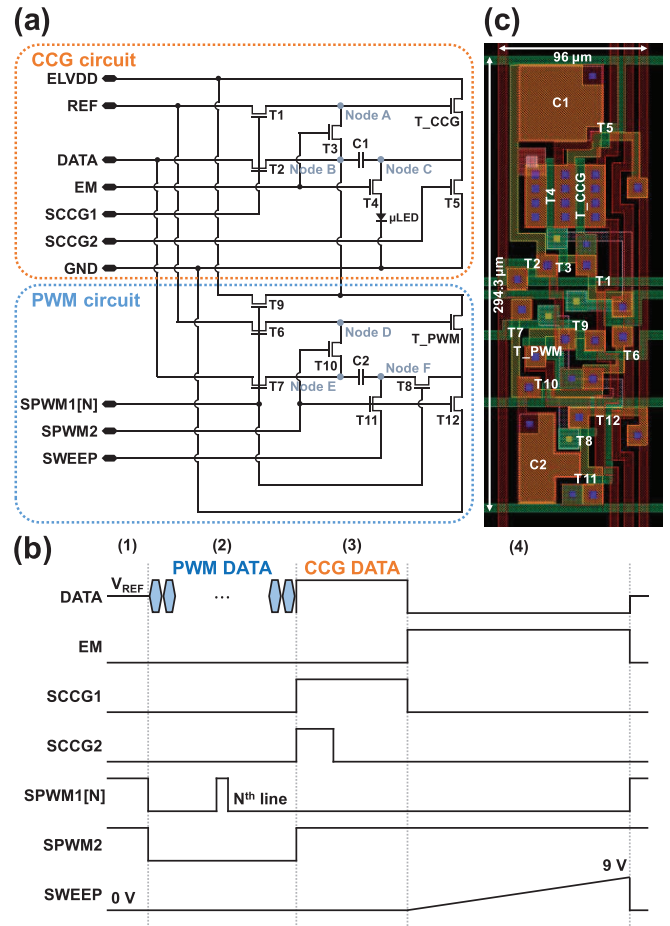 (a)
CCG circuit
ELVDD
REF
T1
Node A
T_CCG
T3
DATA
T2
Node B
C1
Node C
EM
T4
T5
SCCG1
µLED
SCCG2
GND
PWM circuit
T9
T6
Node D
T_PWM
T10
C2
Node F
Node E
T7
T8
SPWM1[N]
T11
T12
SPWM2
SWEEP
(c)
96 µm
C1
T5
T4
T_CCG
294.3 µm
T2
T3
T1
T9
T7
T6
T_PWM
T10
T12
T8
C2
T11
(b)
(1) (2) (3) (4)
PWM DATA CCG DATA
VREF
DATA
...
EM
SCCG1
SCCG2
SPWM1[N]
Nth line
SPWM2
9 V
SWEEP
0 V